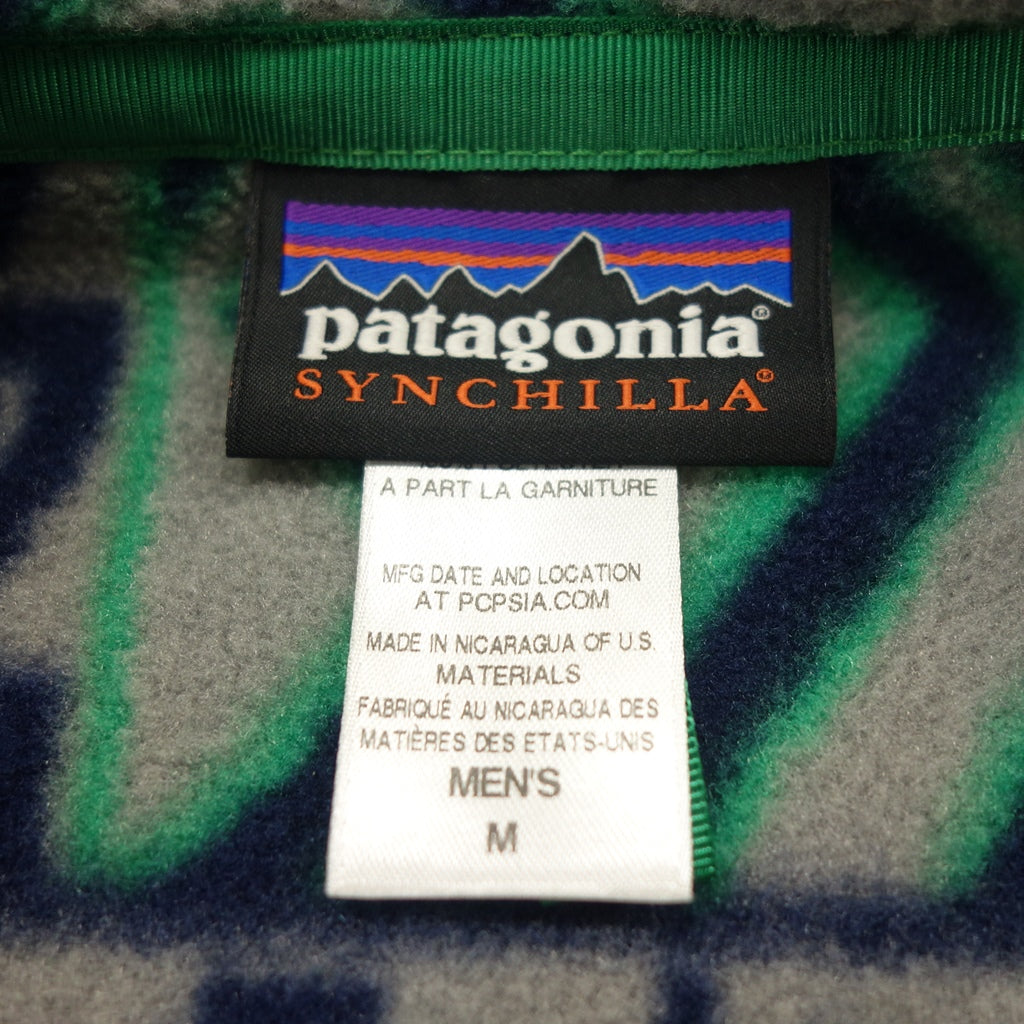 patagonia®
SYNCHILLA®
A PART LA GARNITURE
MFG DATE AND LOCATION
AT PCPSIA.COM
MADE IN NICARAGUA OF U.S.
MATERIALS
FABRIQUÉ AU NICARAGUA DES
MATIÈRES DES ETATS-UNIS
MEN'S
M